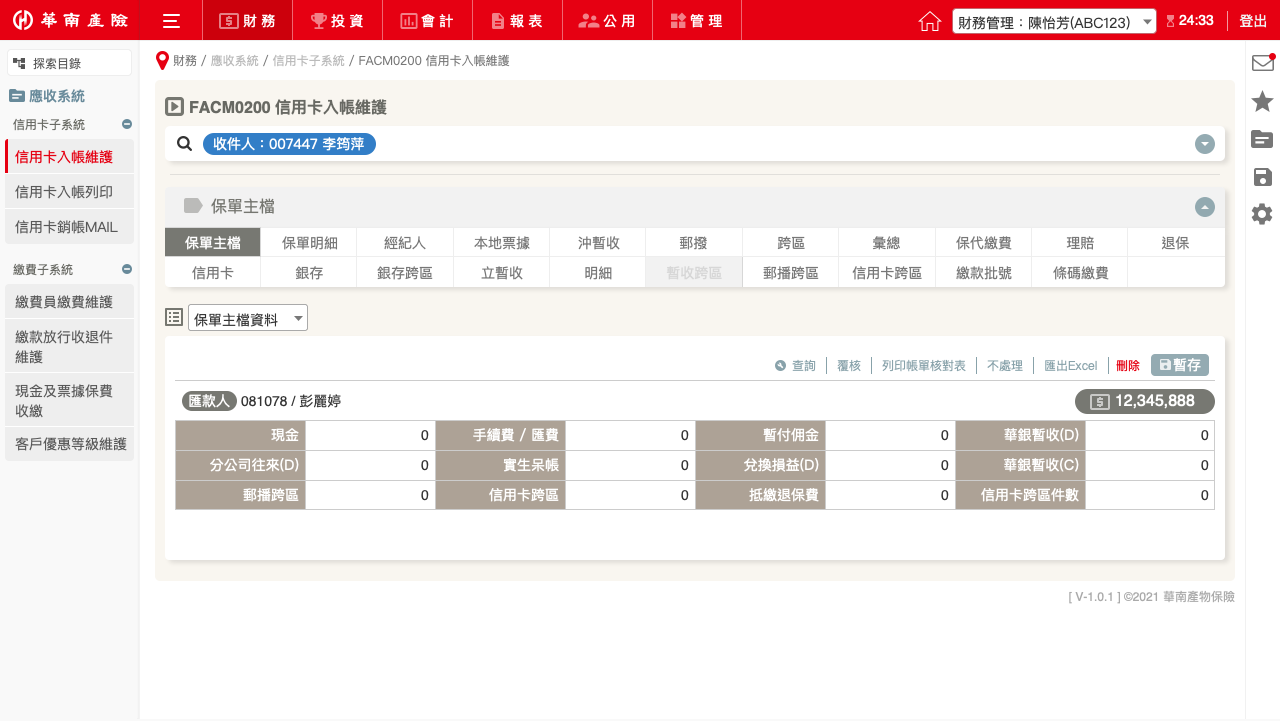 華南產險
財務
投資
會計
報表
公用
管理
財務管理：陳怡芳(ABC123)
24:33
登出
探索目錄
應收系統
信用卡子系統
信用卡入帳維護
信用卡入帳列印
信用卡銷帳MAIL
繳費子系統
繳費員繳費維護
繳款放行收退件
維護
現金及票據保費
收繳
客戶優惠等級維護
財務 / 應收系統 / 信用卡子系統 / FACM0200 信用卡入帳維護
FACM0200 信用卡入帳維護
收件人：007447 李筠萍
保單主檔
保單主檔 保單明細 經紀人 本地票據 沖暫收 郵撥 跨區 彙總 保代繳費 理賠 退保
信用卡 銀存 銀存跨區 立暫收 明細 暫收跨區 郵播跨區 信用卡跨區 繳款批號 條碼繳費
保單主檔資料
查詢 覆核 列印帳單核對表 不處理 匯出Excel 刪除 暫存
匯款人 081078 / 彭麗婷
12,345,888
現金 0 手續費 / 匯費 0 暫付佣金 0 華銀暫收(D) 0
分公司往來(D) 0 實生呆帳 0 兌換損益(D) 0 華銀暫收(C) 0
郵播跨區 0 信用卡跨區 0 抵繳退保費 0 信用卡跨區件數 0
[ V-1.0.1 ] ©2021 華南產物保險